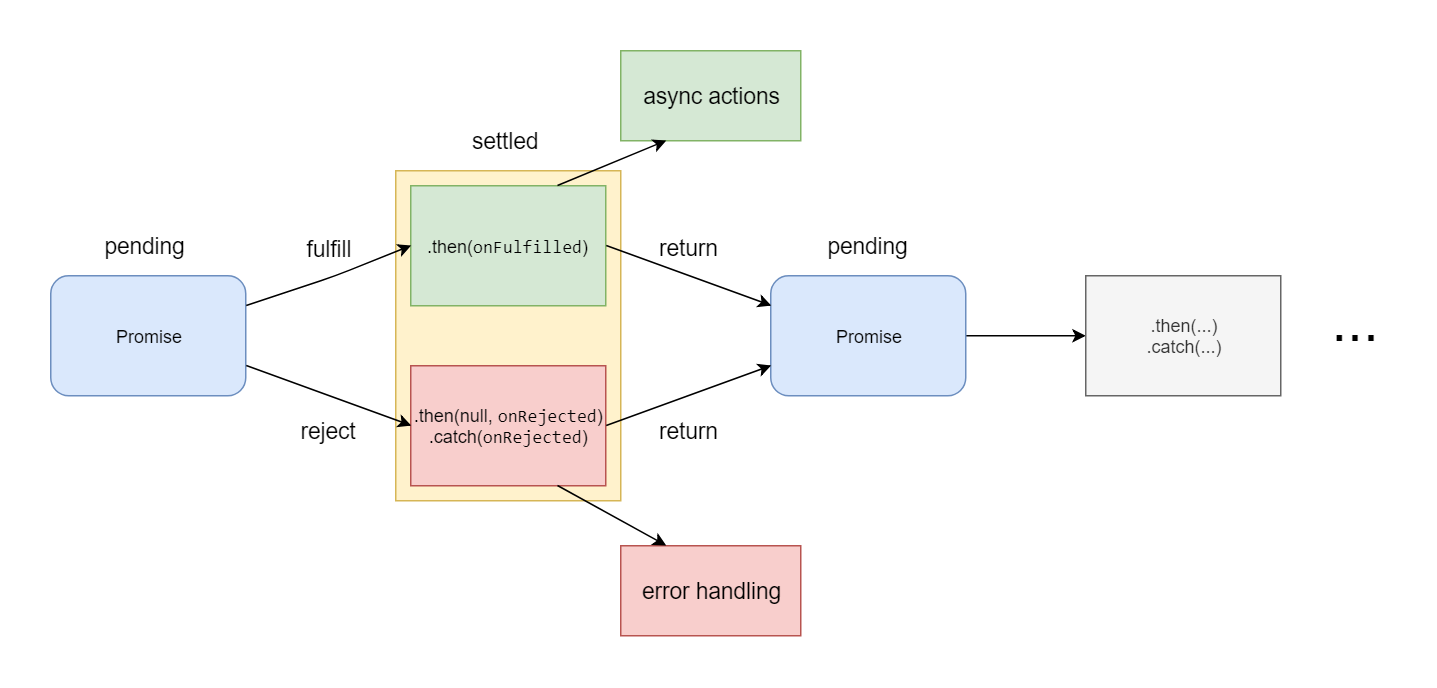 async actions
settled
pending
fulfill
.then(onFulfilled)
return
pending
Promise
Promise
.then(...)
.catch(...)
...
reject
.then(null, onRejected)
.catch(onRejected)
return
error handling